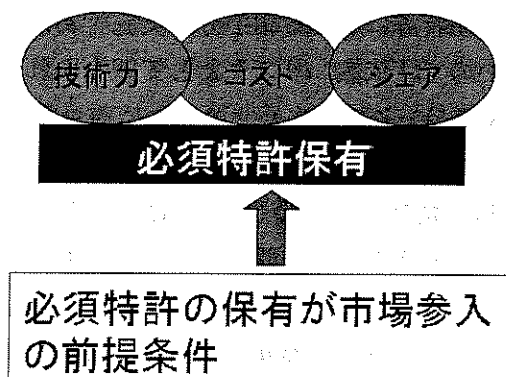 技術力 コスト シェア
必須特許保有
必須特許の保有が市場参入
の前提条件